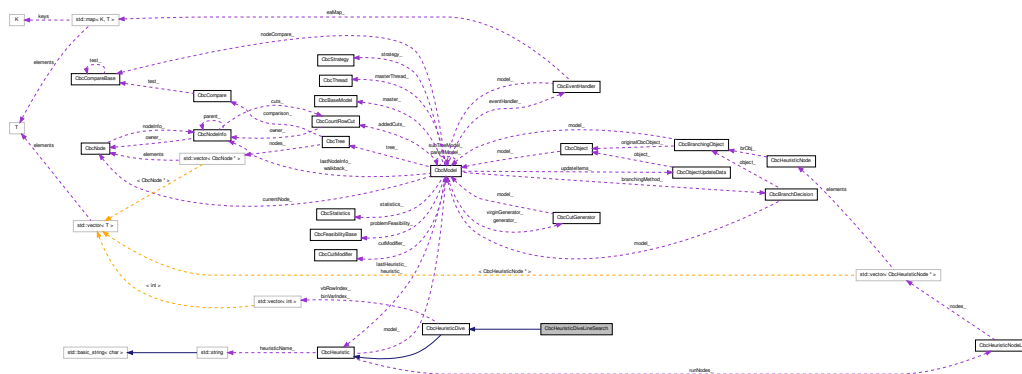 K
keys
std::map< K, T >
eaMap_
nodeCompare_
elements
test_
CbcCompareBase
CbcStrategy
strategy_
CbcThread
masterThread_
model_
CbcEventHandler
test_
CbcCompare
CbcBaseModel
master_
eventHandler_
cuts_
comparison_
CbcCountRowCut
addedCuts_
T
nodeInfo_
owner_
parent_
CbcNodeInfo
owner_
nodes_
CbcTree
tree_
subTreeModel_
parentModel_
model_
originalCbcObject_
CbcBranchingObject
brObj_
elements
CbcNode
elements
std::vector< CbcNode * >
lastNodeInfo_
walkback_
CbcModel
model_
CbcObject
object_
object_
CbcHeuristicNode
updateItems_
CbcObjectUpdateData
< CbcNode * >
currentNode_
branchingMethod_
CbcBranchDecision
elements
model_
std::vector< T >
CbcStatistics
statistics_
virginGenerator_
generator_
CbcCutGenerator
CbcFeasibilityBase
problemFeasibility_
CbcCutModifier
cutModifier_
model_
lastHeuristic_
heuristic_
< CbcHeuristicNode * >
std::vector< CbcHeuristicNode * >
< int >
std::vector< int >
vbRowIndex_
binVarIndex_
nodes_
model_
CbcHeuristicDive
CbcHeuristicDiveLineSearch
std::basic_string< char >
std::string
heuristicName_
CbcHeuristic
CbcHeuristicNodeL
runNodes_